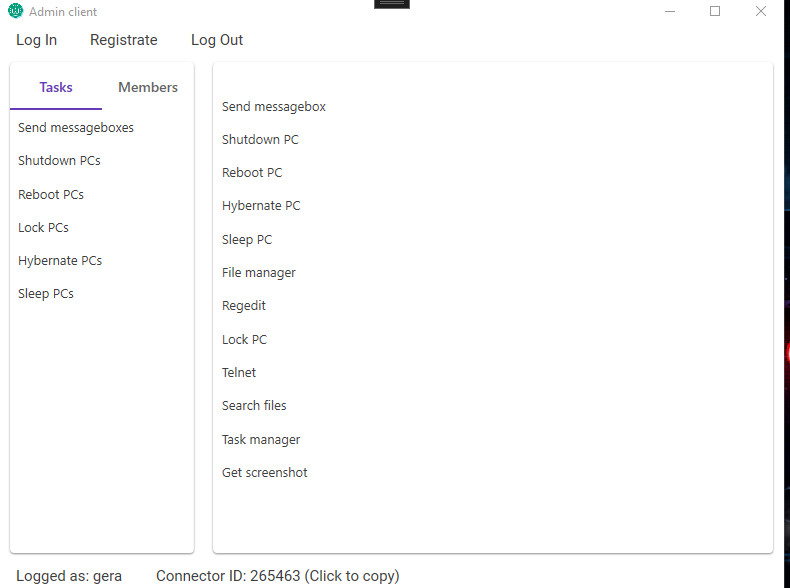 Admin client
Log In Registrate Log Out
Tasks Members
Send messageboxes
Shutdown PCs
Reboot PCs
Lock PCs
Hybernate PCs
Sleep PCs
Send messagebox
Shutdown PC
Reboot PC
Hybernate PC
Sleep PC
File manager
Regedit
Lock PC
Telnet
Search files
Task manager
Get screenshot
Logged as: gera Connector ID: 265463 (Click to copy)